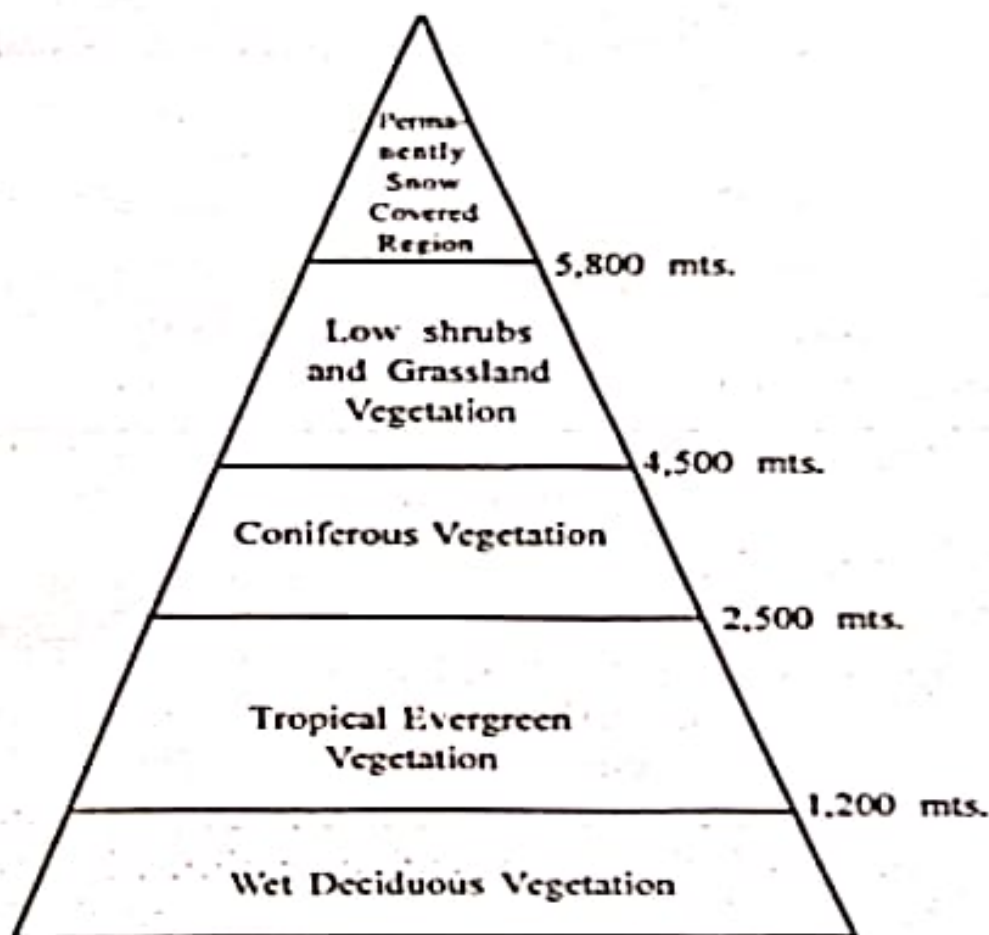 Perma-
nently
Snow
Covered
Region
5,800 mts.
Low shrubs
and Grassland
Vegetation
4,500 mts.
Coniferous Vegetation
2,500 mts.
Tropical Evergreen
Vegetation
1,200 mts.
Wet Deciduous Vegetation